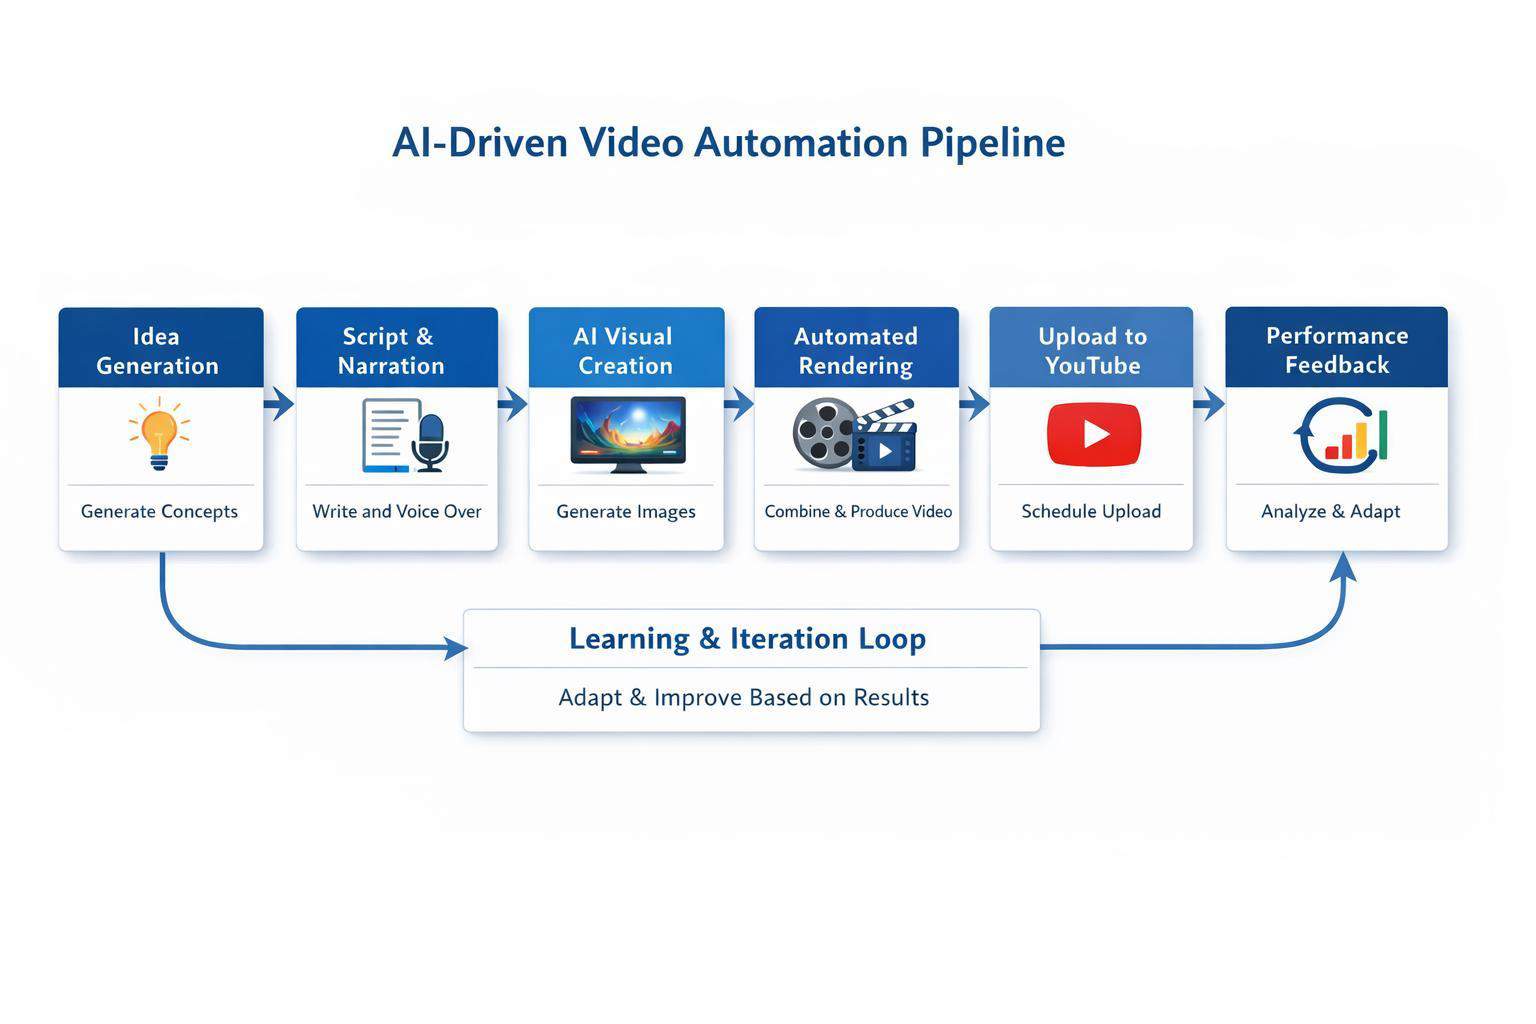 AI-Driven Video Automation Pipeline
Idea
Generation
Generate Concepts
Script &
Narration
Write and Voice Over
AI Visual
Creation
Generate Images
Automated
Rendering
Combine & Produce Video
Upload to
YouTube
Schedule Upload
Performance
Feedback
Analyze & Adapt
Learning & Iteration Loop
Adapt & Improve Based on Results